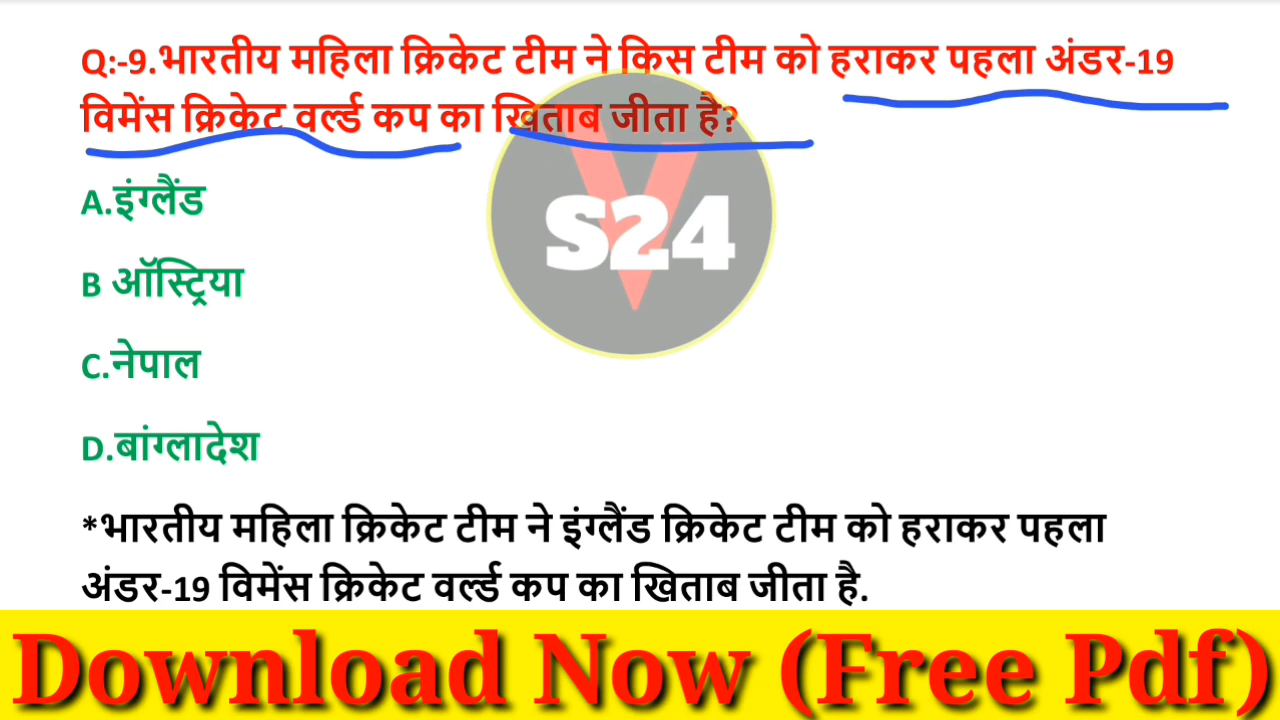 Q:-9.भारतीय महिला क्रिकेट टीम ने किस टीम को हराकर पहला अंडर-19
विमेंस क्रिकेट वर्ल्ड कप का खिताब जीता है?
A.इंग्लैंड
B ऑस्ट्रिया
C.नेपाल
D.बांग्लादेश
V
S24
*भारतीय महिला क्रिकेट टीम ने इंग्लैंड क्रिकेट टीम को हराकर पहला
अंडर-19 विमेंस क्रिकेट वर्ल्ड कप का खिताब जीता है.
Download Now (Free Pdf)